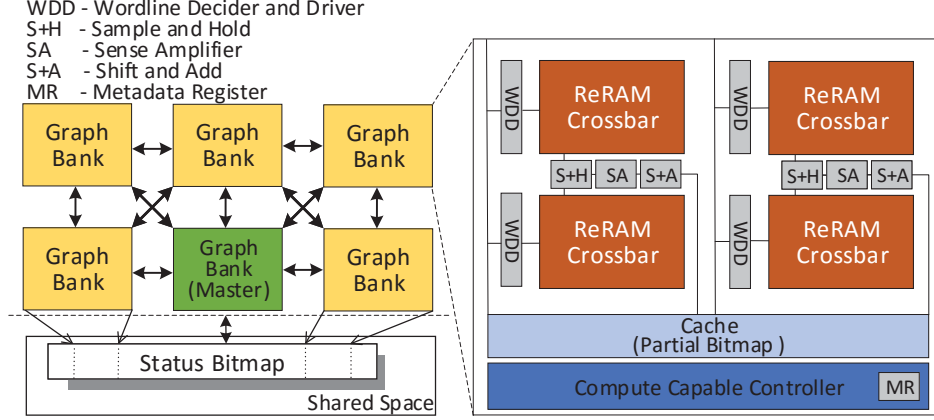 WDD - Wordline Decider and Driver
S+H - Sample and Hold
SA - Sense Amplifier
S+A - Shift and Add
MR - Metadata Register
Graph
Bank
Graph
Bank
Graph
Bank
Graph
Bank
Graph
Bank
(Master)
Graph
Bank
Status Bitmap
Shared Space
WDD
ReRAM
Crossbar
WDD
ReRAM
Crossbar
S+H SA S+A
S+H SA S+A
WDD
ReRAM
Crossbar
WDD
ReRAM
Crossbar
Cache
(Partial Bitmap )
Compute Capable Controller
MR